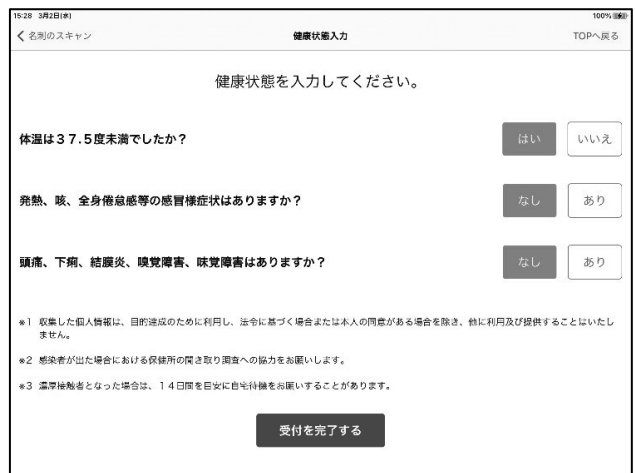 15:28 3月2日(水)
100%
名刺のスキャン
健康状態入力
TOPへ戻る
健康状態を入力してください。
体温は37.5度未満でしたか?
はい
いいえ
発熱、咳、全身倦怠感等の感冒様症状はありますか?
なし
あり
頭痛、下痢、結膜炎、嗅覚障害、味覚障害はありますか?
なし
あり
※1 収集した個人情報は、目的達成のために利用し、法令に基づく場合または本人の同意がある場合を除き、他に利用及び提供することはいたし
ません。
※2 感染者が出た場合における保健所の聞き取り調査への協力をお願いします。
※3 濃厚接触者となった場合は、14日間を目安に自宅待機をお願いすることがあります。
受付を完了する